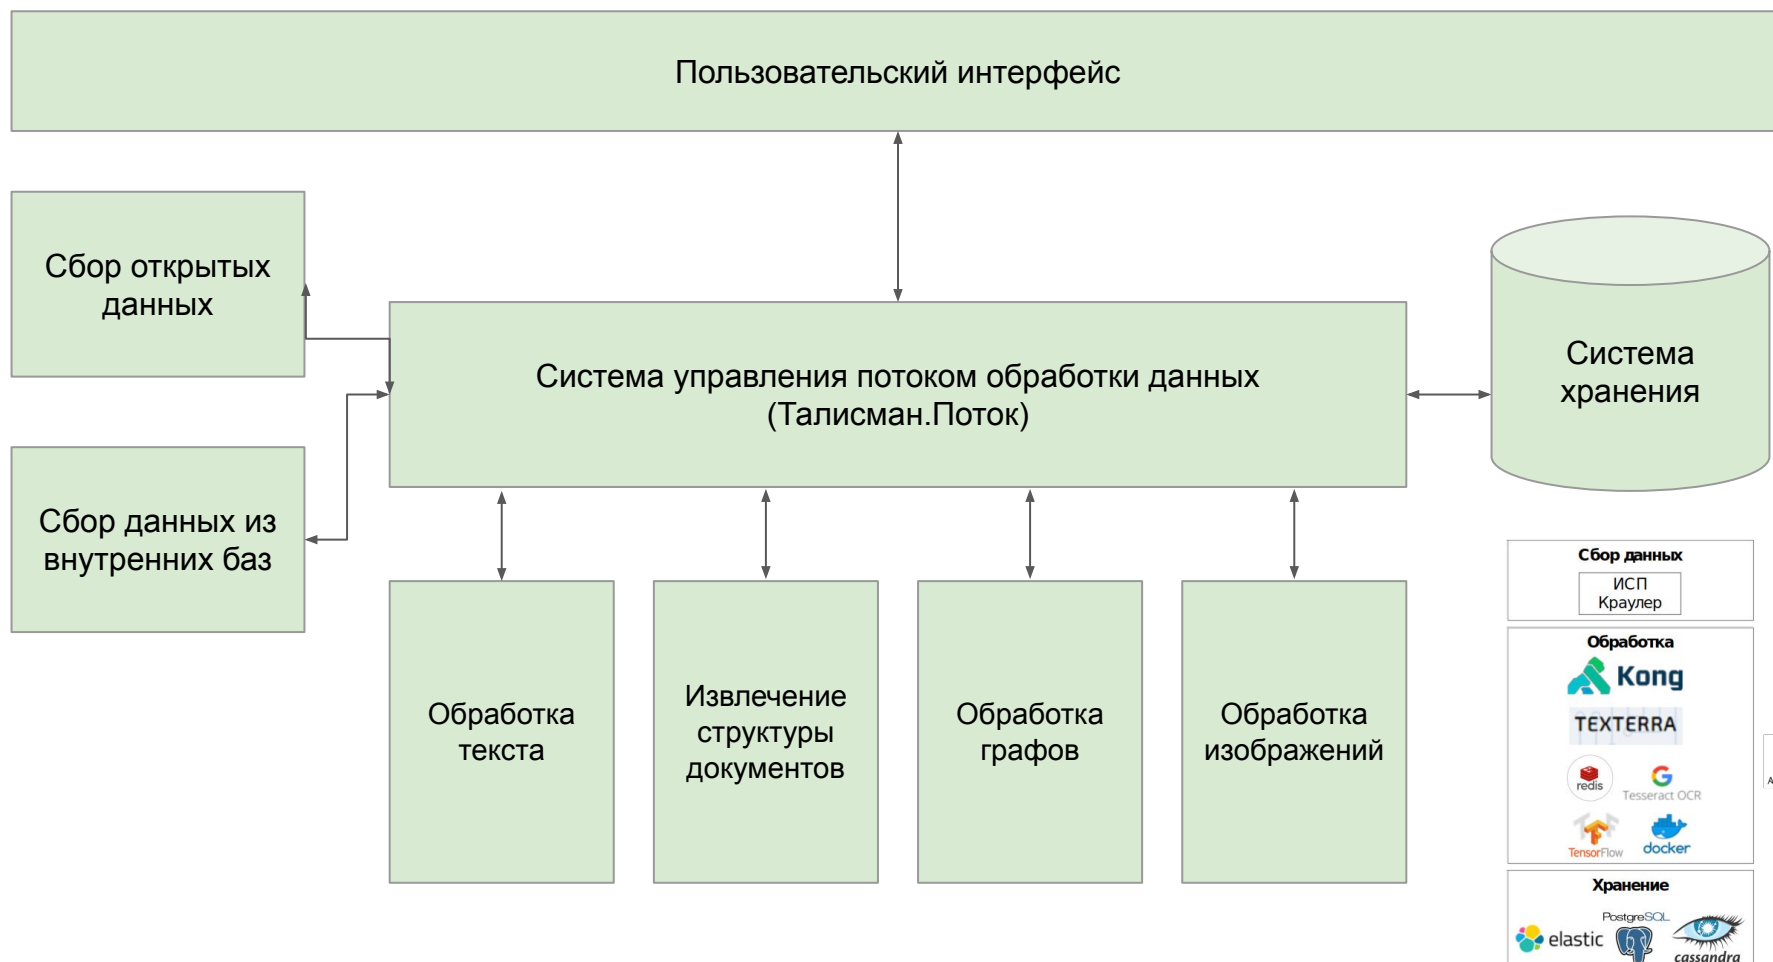 Пользовательский интерфейс
Сбор открытых
данных
Система управления потоком обработки данных
(Талисман.Поток)
Система
хранения
Сбор данных из
внутренних баз
Обработка
текста
Извлечение
структуры
документов
Обработка
графов
Обработка
изображений
Сбор данных
ИСП
Краулер
Обработка
Kong
TEXTERRA
redis
Tesseract OCR
TensorFlow
docker
Хранение
PostgreSQL
elastic
cassandra